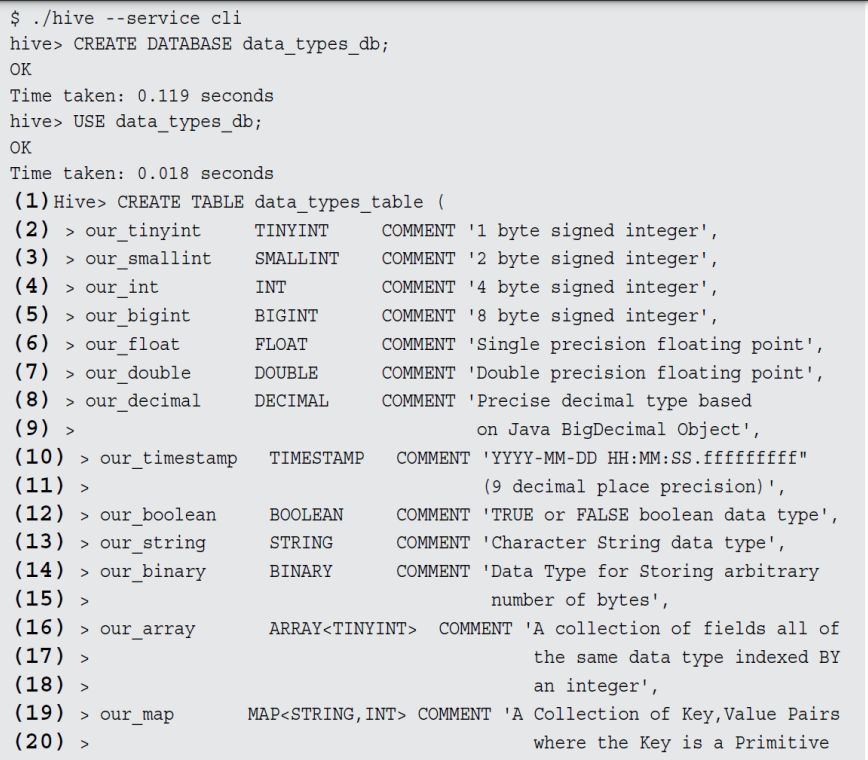 $ ./hive --service cli
hive> CREATE DATABASE data_types_db;
OK
Time taken: 0.119 seconds
hive> USE data_types_db;
OK
Time taken: 0.018 seconds
(1)Hive> CREATE TABLE data_types_table (
(2) > our_tinyint TINYINT COMMENT '1 byte signed integer',
(3) > our_smallint SMALLINT COMMENT '2 byte signed integer',
(4) > our_int INT COMMENT '4 byte signed integer',
(5) > our_bigint BIGINT COMMENT '8 byte signed integer',
(6) > our_float FLOAT COMMENT 'Single precision floating point',
(7) > our_double DOUBLE COMMENT 'Double precision floating point',
(8) > our_decimal DECIMAL COMMENT 'Precise decimal type based
(9) > on Java BigDecimal Object',
(10) > our_timestamp TIMESTAMP COMMENT 'YYYY-MM-DD HH:MM:SS.fffffffff"
(11) > (9 decimal place precision)',
(12) > our_boolean BOOLEAN COMMENT 'TRUE or FALSE boolean data type',
(13) > our_string STRING COMMENT 'Character String data type',
(14) > our_binary BINARY COMMENT 'Data Type for Storing arbitrary
(15) > number of bytes',
(16) > our_array ARRAY<TINYINT> COMMENT 'A collection of fields all of
(17) > the same data type indexed BY
(18) > an integer',
(19) > our_map MAP<STRING,INT> COMMENT 'A Collection of Key,Value Pairs
(20) > where the Key is a Primitive